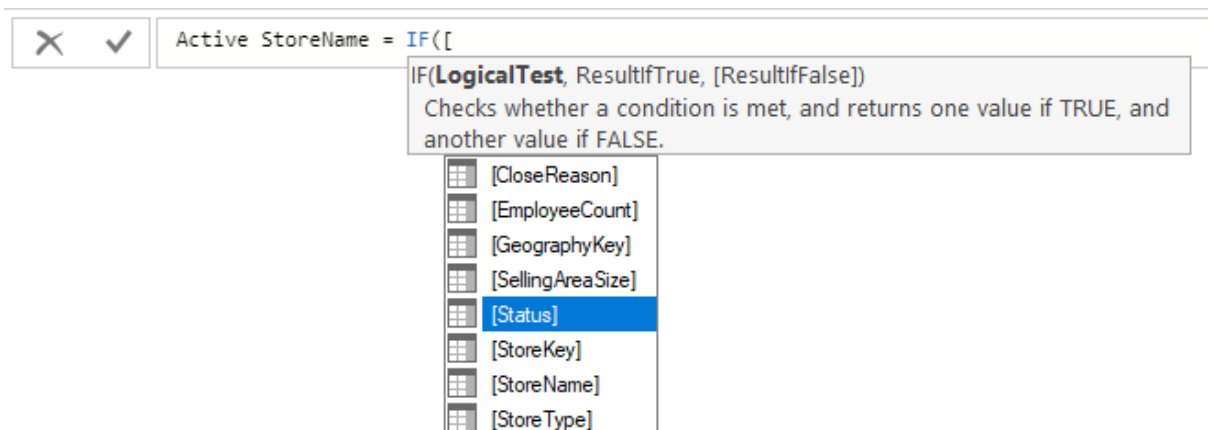 Active StoreName = IF([
IF(LogicalTest, ResultIfTrue, [ResultIfFalse])
Checks whether a condition is met, and returns one value if TRUE, and
another value if FALSE.
[CloseReason]
[EmployeeCount]
[GeographyKey]
[SellingAreaSize]
[Status]
[StoreKey]
[StoreName]
[StoreType]